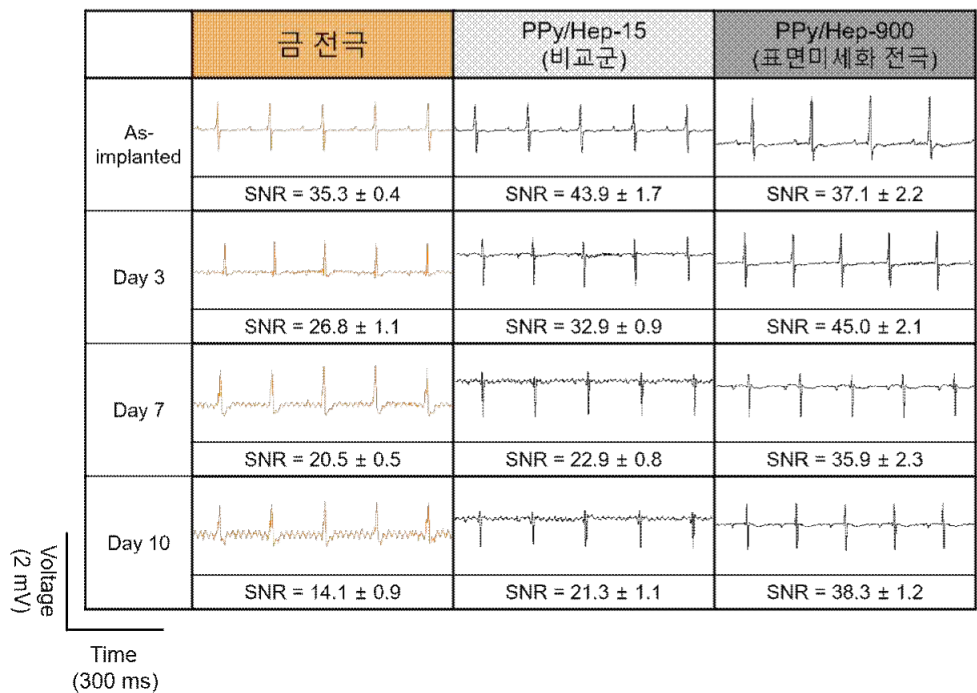 금 전극
PPy/Hep-15
(비교군)
PPy/Hep-900
(표면미세화 전극)
As-
implanted
SNR = 35.3 ± 0.4
SNR = 43.9 ± 1.7
SNR = 37.1 ± 2.2
Day 3
SNR = 26.8 ± 1.1
SNR = 32.9 ± 0.9
SNR = 45.0 ± 2.1
Day 7
SNR = 20.5 ± 0.5
SNR = 22.9 ± 0.8
SNR = 35.9 ± 2.3
Day 10
SNR = 14.1 ± 0.9
SNR = 21.3 ± 1.1
SNR = 38.3 ± 1.2
Voltage
(2 mV)
Time
(300 ms)